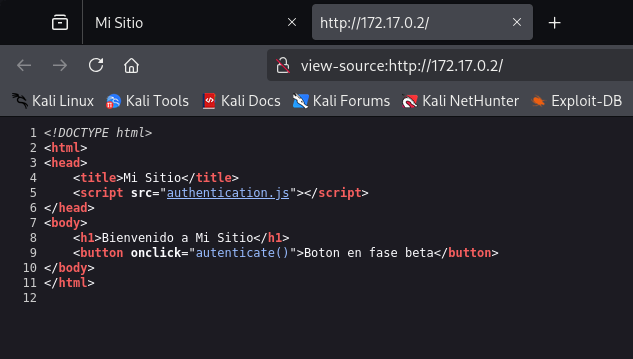 Mi Sitio
http://172.17.0.2/
view-source:http://172.17.0.2/
Kali Linux Kali Tools Kali Docs Kali Forums Kali NetHunter Exploit-DB
1 <!DOCTYPE html>
2 <html>
3 <head>
4     <title>Mi Sitio</title>
5     <script src="authentication.js"></script>
6 </head>
7 <body>
8     <h1>Bienvenido a Mi Sitio</h1>
9     <button onclick="autenticate()">Boton en fase beta</button>
10 </body>
11 </html>
12